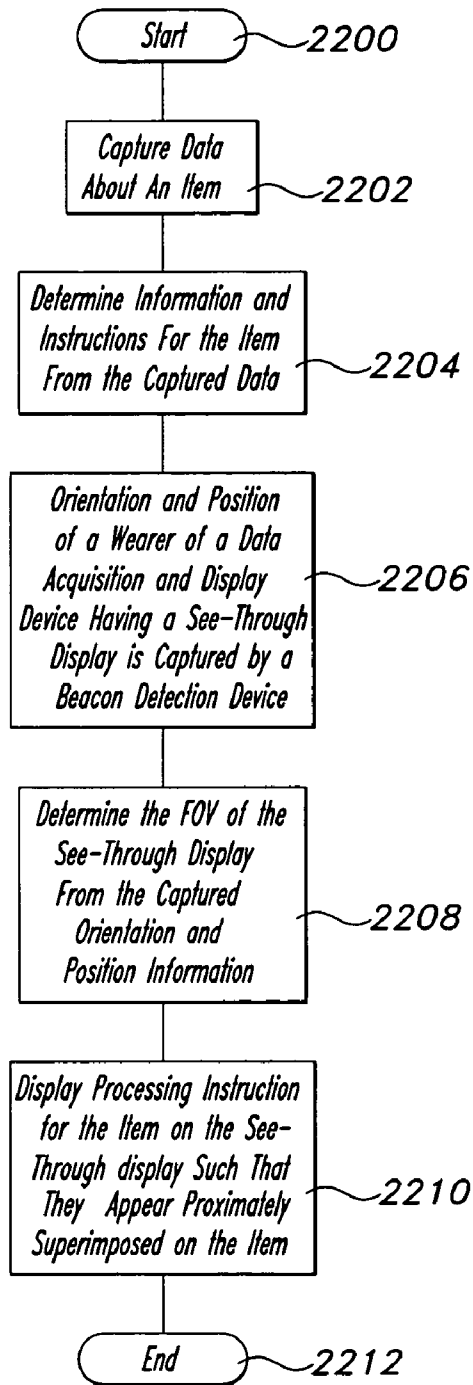 Start
2200
Capture Data
About An Item
2202
Determine Information and
Instructions For the Item
From the Captured Data
2204
Orientation and Position
of a Wearer of a Data
Acquisition and Display
Device Having a See-Through
Display is Captured by a
Beacon Detection Device
2206
Determine the FOV of the
See-Through Display
From the Captured
Orientation and
Position Information
2208
Display Processing Instruction
for the Item on the See-
Through display Such That
They Appear Proximately
Superimposed on the Item
2210
End
2212